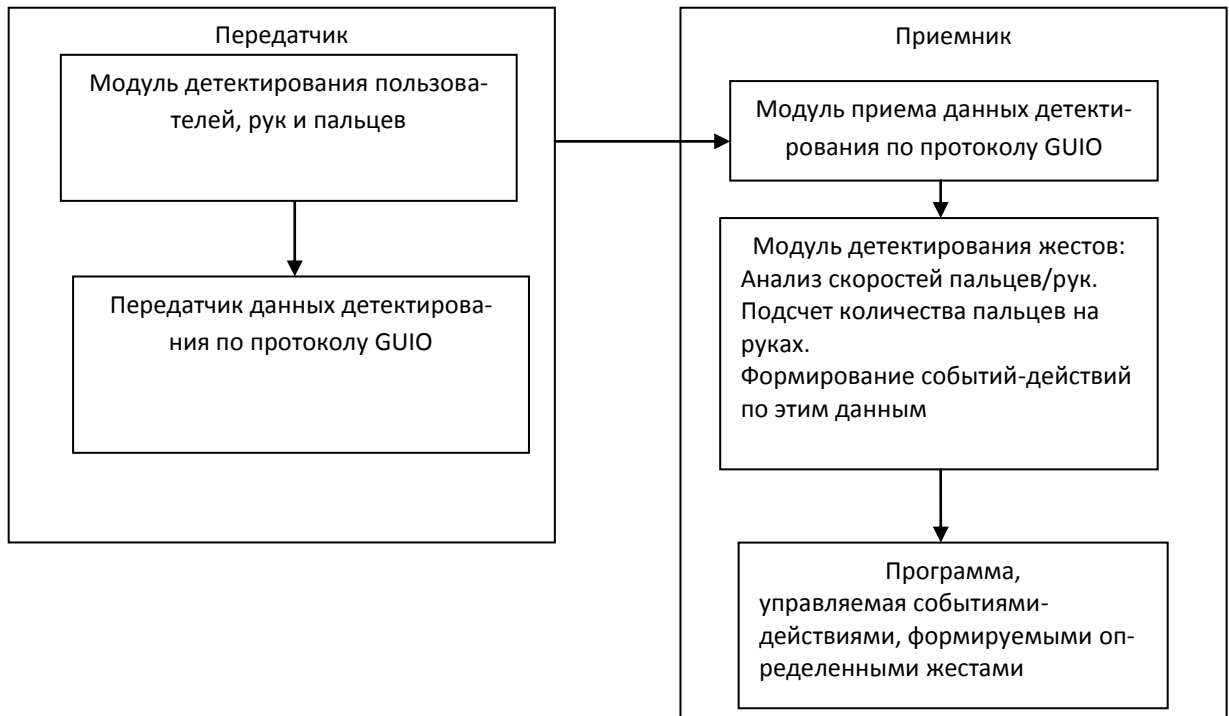 Передатчик
Модуль детектирования пользова-
телей, рук и пальцев
Передатчик данных детектирова-
ния по протоколу GUIO
Приемник
Модуль приема данных детекти-
рования по протоколу GUIO
Модуль детектирования жестов:
Анализ скоростей пальцев/рук.
Подсчет количества пальцев на
руках.
Формирование событий-действий
по этим данным
Программа,
управляемая событиями-
действиями, формируемыми оп-
ределенными жестами